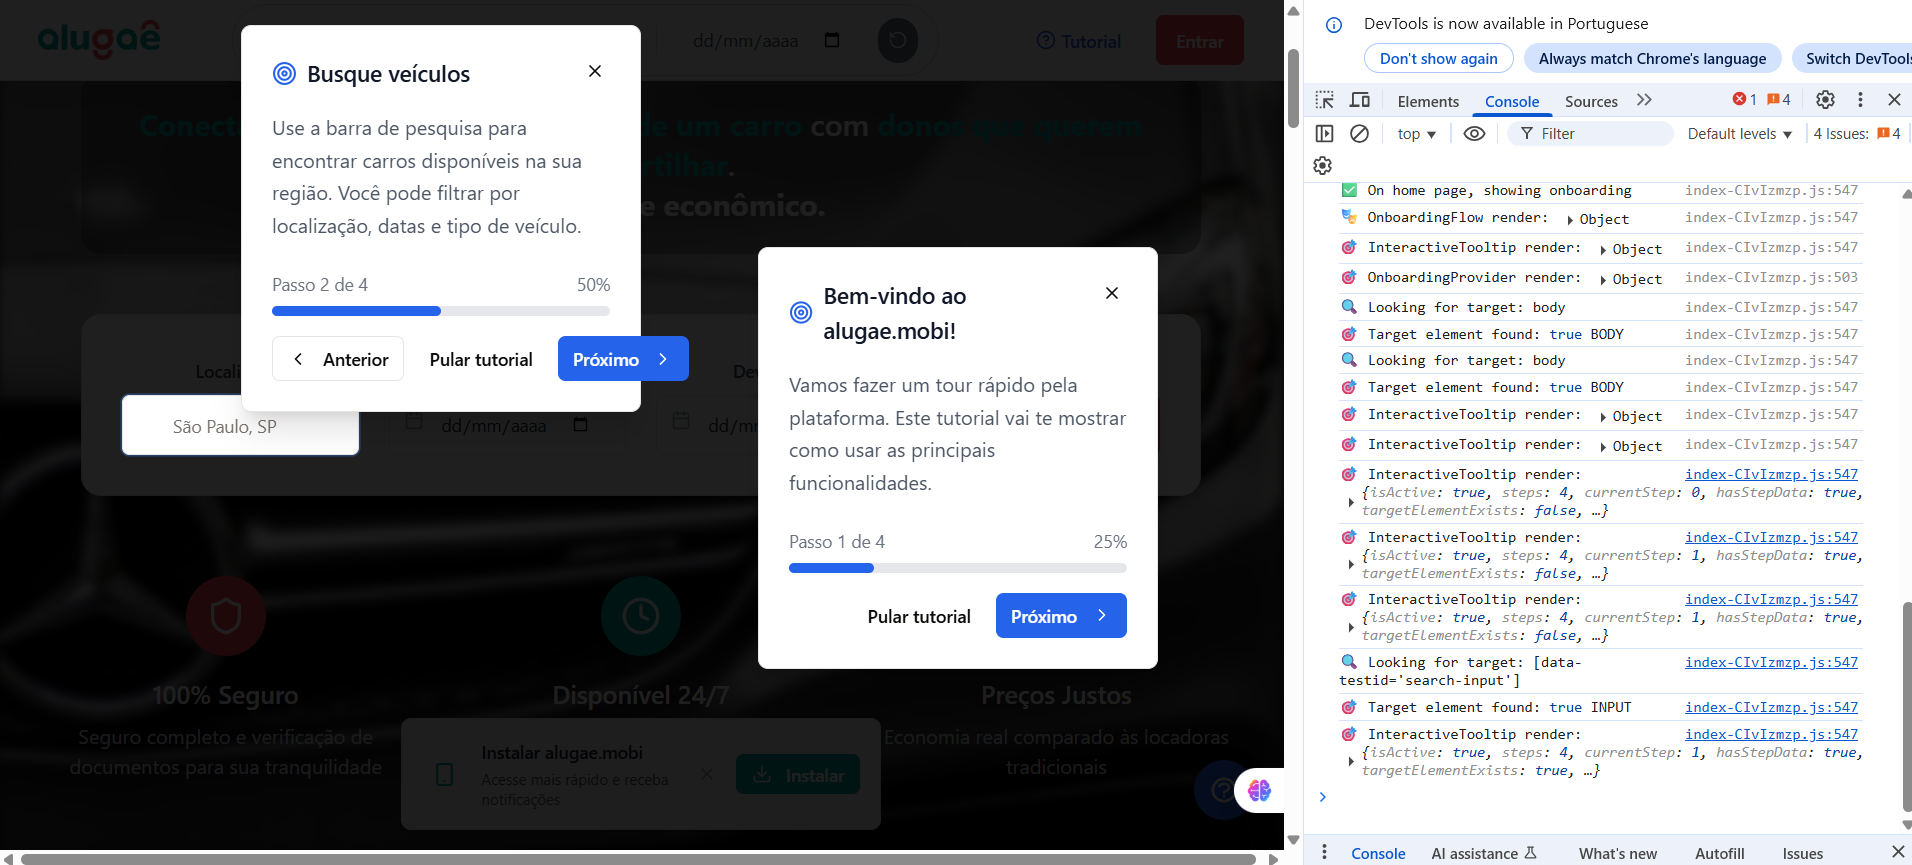 alugaê
dd/mm/aaaa
Tutorial
Entrar
Busque veículos
Use a barra de pesquisa para
encontrar carros disponíveis na sua
região. Você pode filtrar por
localização, datas e tipo de veículo.
Passo 2 de 4
50%
Anterior
Pular tutorial
Próximo
um carro com donos que querem
e econômico.
São Paulo, SP
dd/mm/aaaa
Bem-vindo ao
alugae.mobi!
Vamos fazer um tour rápido pela
plataforma. Este tutorial vai te mostrar
como usar as principais
funcionalidades.
Passo 1 de 4
25%
Pular tutorial
Próximo
100% Seguro
Seguro completo e verificação de
documentos para sua tranquilidade
Disponível 24/7
Preços Justos
Economia real comparado às locadoras
tradicionais
Instalar alugae.mobi
Acesse mais rápido e receba
notificações
Instalar
DevTools is now available in Portuguese
Don't show again
Always match Chrome's language
Switch DevTools
Elements
Console
Sources
1
4
top
Filter
Default levels
4 Issues:
4
On home page, showing onboarding index-CIvIzmzp.js:547
OnboardingFlow render: Object index-CIvIzmzp.js:547
InteractiveTooltip render: Object index-CIvIzmzp.js:547
OnboardingProvider render: Object index-CIvIzmzp.js:503
Looking for target: body index-CIvIzmzp.js:547
Target element found: true BODY index-CIvIzmzp.js:547
Looking for target: body index-CIvIzmzp.js:547
Target element found: true BODY index-CIvIzmzp.js:547
InteractiveTooltip render: Object index-CIvIzmzp.js:547
InteractiveTooltip render: Object index-CIvIzmzp.js:547
InteractiveTooltip render: index-CIvIzmzp.js:547
{isActive: true, steps: 4, currentStep: 0, hasStepData: true,
targetElementExists: false, …}
InteractiveTooltip render: index-CIvIzmzp.js:547
{isActive: true, steps: 4, currentStep: 1, hasStepData: true,
targetElementExists: false, …}
InteractiveTooltip render: index-CIvIzmzp.js:547
{isActive: true, steps: 4, currentStep: 1, hasStepData: true,
targetElementExists: false, …}
Looking for target: [data- index-CIvIzmzp.js:547
testid='search-input']
Target element found: true INPUT index-CIvIzmzp.js:547
InteractiveTooltip render: index-CIvIzmzp.js:547
{isActive: true, steps: 4, currentStep: 1, hasStepData: true,
targetElementExists: true, …}
Console
AI assistance
What's new
Autofill
Issues